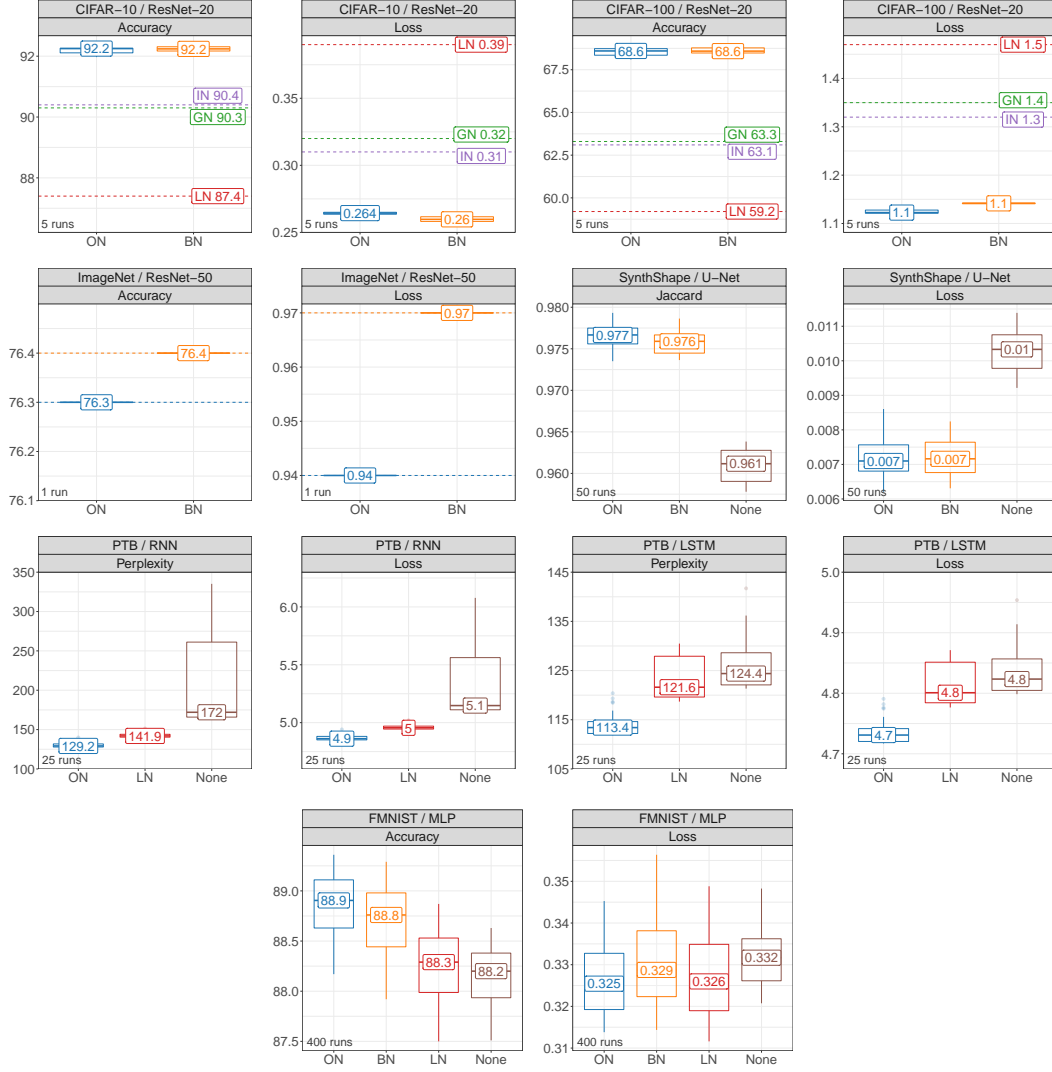 CIFAR−10 / ResNet−20
Accuracy
92
90
88
92.2
92.2
IN 90.4
GN 90.3
LN 87.4
5 runs
ON BN
CIFAR−10 / ResNet−20
Loss
0.35
0.30
0.25
LN 0.39
GN 0.32
IN 0.31
0.264
0.26
5 runs
ON BN
CIFAR−100 / ResNet−20
Accuracy
67.5
65.0
62.5
60.0
68.6
68.6
GN 63.3
IN 63.1
LN 59.2
5 runs
ON BN
CIFAR−100 / ResNet−20
Loss
1.4
1.3
1.2
1.1
LN 1.5
GN 1.4
IN 1.3
1.1
1.1
5 runs
ON BN
ImageNet / ResNet−50
Accuracy
76.4
76.3
76.2
76.1
76.4
76.3
1 run
ON BN
ImageNet / ResNet−50
Loss
0.97
0.96
0.95
0.94
0.97
0.94
1 run
ON BN
SynthShape / U−Net
Jaccard
0.980
0.975
0.970
0.965
0.960
0.977
0.976
0.961
50 runs
ON BN None
SynthShape / U−Net
Loss
0.011
0.010
0.009
0.008
0.007
0.006
0.01
0.007
0.007
50 runs
ON BN None
PTB / RNN
Perplexity
350
300
250
200
150
100
129.2
141.9
172
25 runs
ON LN None
PTB / RNN
Loss
6.0
5.5
5.0
4.9
5
5.1
25 runs
ON LN None
PTB / LSTM
Perplexity
145
135
125
115
105
113.4
121.6
124.4
25 runs
ON LN None
PTB / LSTM
Loss
5.0
4.9
4.8
4.7
4.7
4.8
4.8
25 runs
ON LN None
FMNIST / MLP
Accuracy
89.0
88.5
88.0
87.5
88.9
88.8
88.3
88.2
400 runs
ON BN LN None
FMNIST / MLP
Loss
0.35
0.34
0.33
0.32
0.31
0.325
0.329
0.326
0.332
400 runs
ON BN LN None